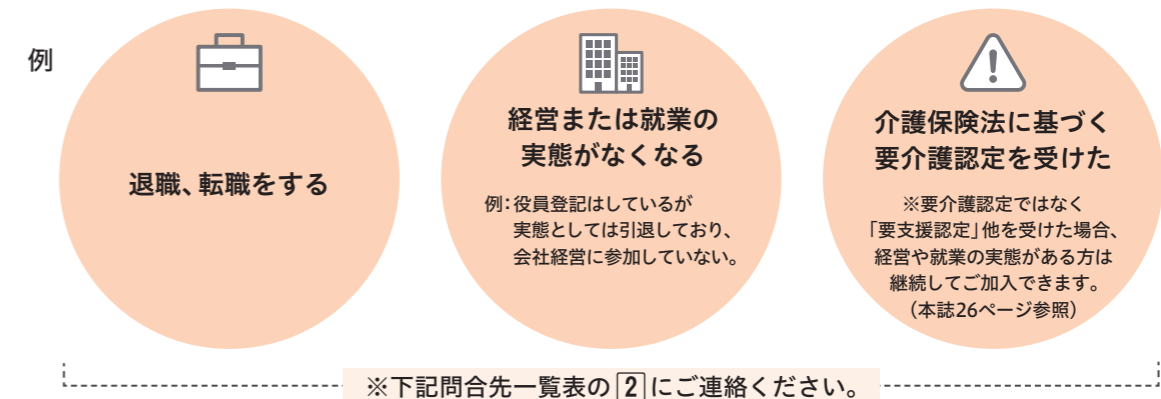 例
退職、転職をする
経営または就業の
実態がなくなる
例：役員登記はしているが
実態としては引退しており、
会社経営に参加していない。
介護保険法に基づく
要介護認定を受けた
※要介護認定ではなく
「要支援認定」他を受けた場合、
経営や就業の実態がある方は
継続してご加入できます。
（本誌26ページ参照）
※下記問合先一覧表の2にご連絡ください。